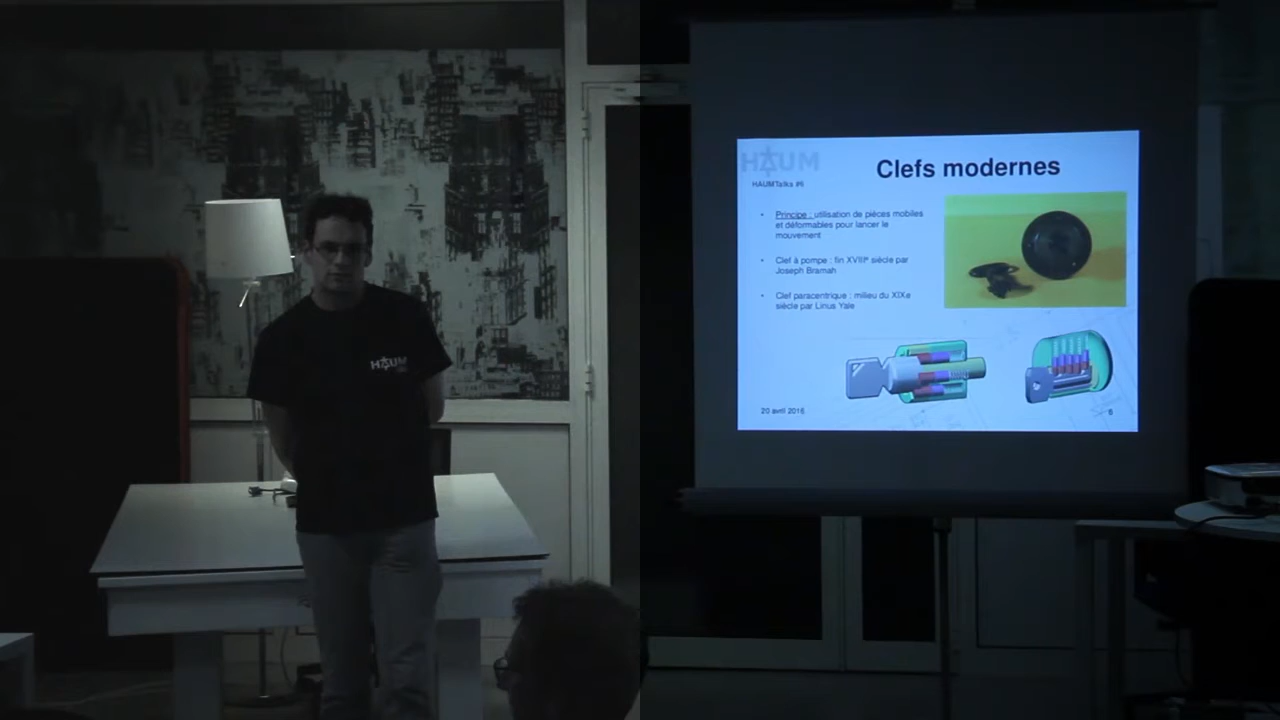 HAUM
HAUMTalks #6
Clefs modernes
• Principe : utilisation de pièces mobiles
et déformables pour lancer le
mouvement
• Clef à pompe : fin XVIIIe siècle par
Joseph Bramah
• Clef paracentrique : milieu du XIXe
siècle par Linus Yale
20 avril 2016
6
HAUM